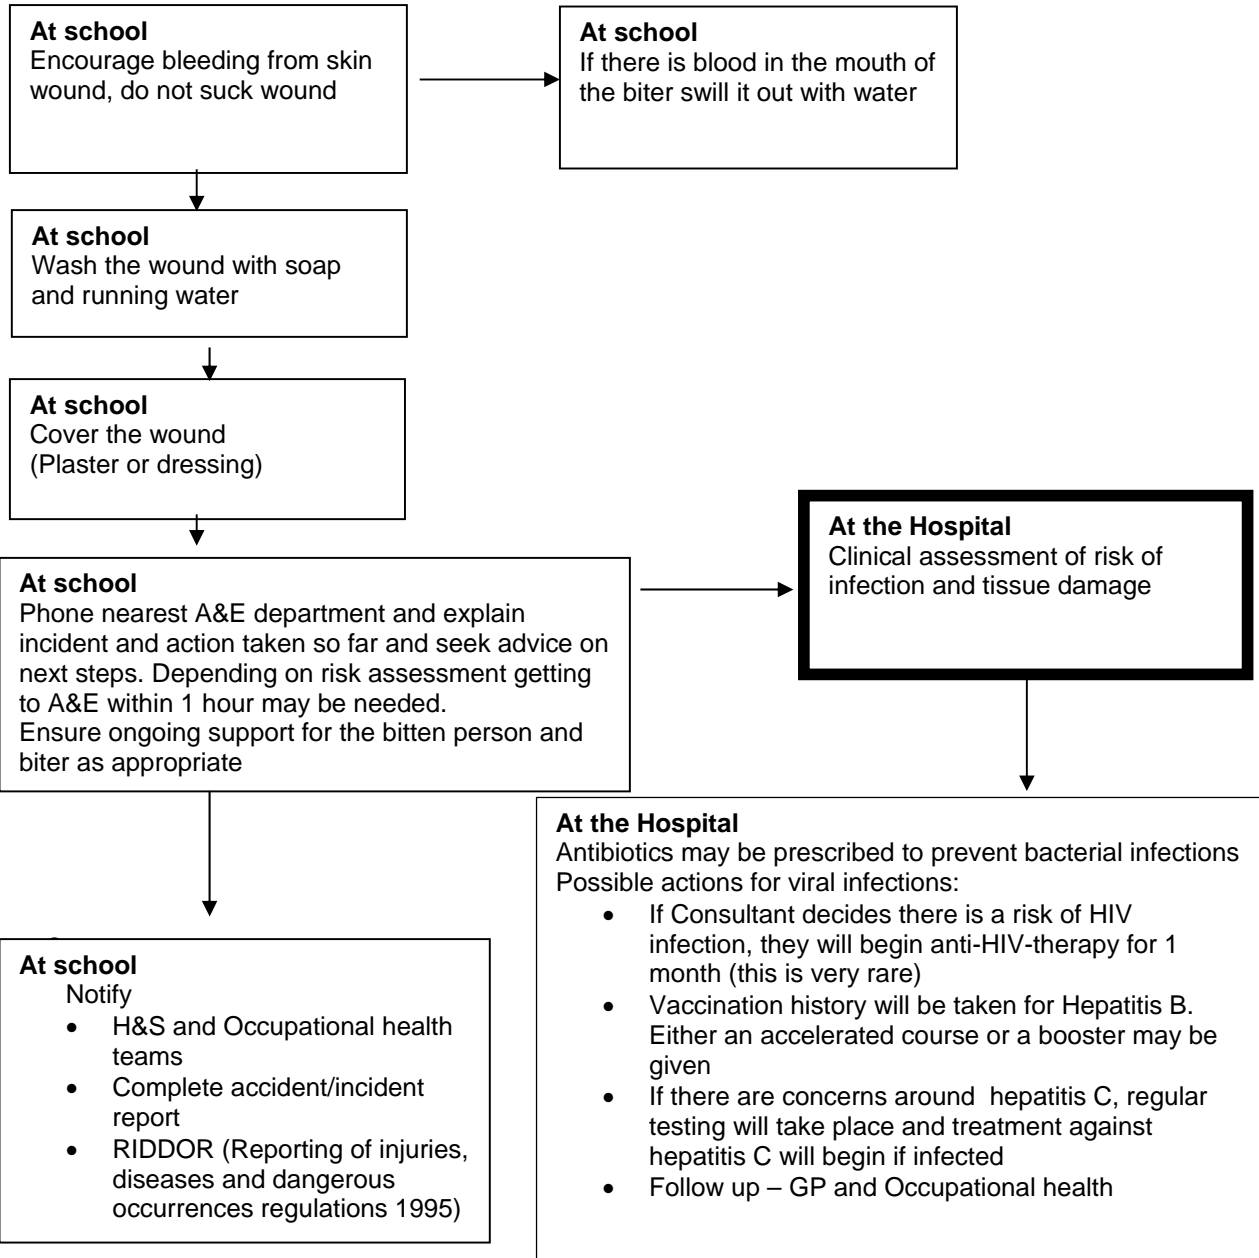 At school
Encourage bleeding from skin
wound, do not suck wound
At school
If there is blood in the mouth of
the biter swill it out with water
At school
Wash the wound with soap
and running water
At school
Cover the wound
(Plaster or dressing)
At the Hospital
Clinical assessment of risk of
infection and tissue damage
At school
Phone nearest A&E department and explain
incident and action taken so far and seek advice on
next steps. Depending on risk assessment getting
to A&E within 1 hour may be needed.
Ensure ongoing support for the bitten person and
biter as appropriate
At the Hospital
Antibiotics may be prescribed to prevent bacterial infections
Possible actions for viral infections:
• If Consultant decides there is a risk of HIV
infection, they will begin anti-HIV-therapy for 1
month (this is very rare)
• Vaccination history will be taken for Hepatitis B.
Either an accelerated course or a booster may be
given
• If there are concerns around hepatitis C, regular
testing will take place and treatment against
hepatitis C will begin if infected
• Follow up – GP and Occupational health
At school
Notify
• H&S and Occupational health
teams
• Complete accident/incident
report
• RIDDOR (Reporting of injuries,
diseases and dangerous
occurrences regulations 1995)